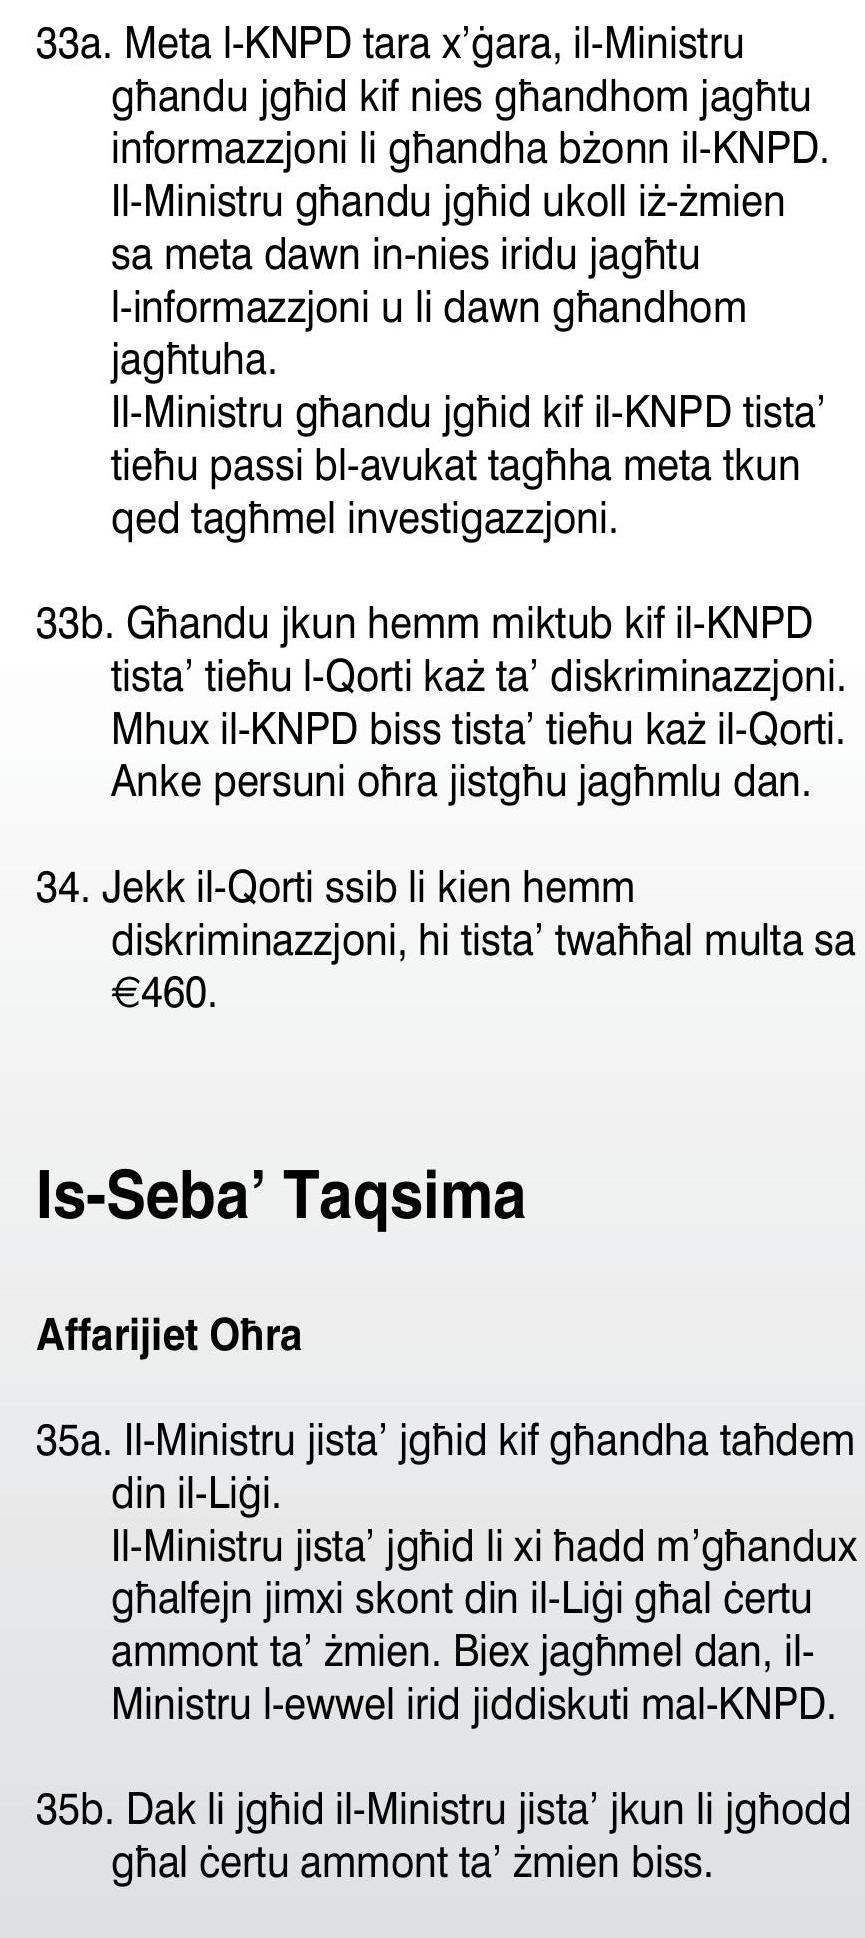 33a. Meta l-KNPD tara x’ġara, il-Ministru
għandu jgħid kif nies għandhom jagħtu
informazzjoni li għandha bżonn il-KNPD.
Il-Ministru għandu jgħid ukoll iż-żmien
sa meta dawn in-nies iridu jagħtu
l-informazzjoni u li dawn għandhom
jagħtuha.
Il-Ministru għandu jgħid kif il-KNPD tista’
tieħu passi bl-avukat tagħha meta tkun
qed tagħmel investigazzjoni.
33b. Għandu jkun hemm miktub kif il-KNPD
tista’ tieħu l-Qorti każ ta’ diskriminazzjoni.
Mhux il-KNPD biss tista’ tieħu każ il-Qorti.
Anke persuni oħra jistgħu jagħmlu dan.
34. Jekk il-Qorti ssib li kien hemm
diskriminazzjoni, hi tista’ twaħħal multa sa
€460.
Is-Seba’ Taqsima
Affarijiet Oħra
35a. Il-Ministru jista’ jgħid kif għandha taħdem
din il-Liġi.
Il-Ministru jista’ jgħid li xi ħadd m’għandux
għalfejn jimxi skont din il-Liġi għal ċertu
ammont ta’ żmien. Biex jagħmel dan, il-
Ministru l-ewwel irid jiddiskuti mal-KNPD.
35b. Dak li jgħid il-Ministru jista’ jkun li jgħodd
għal ċertu ammont ta’ żmien biss.